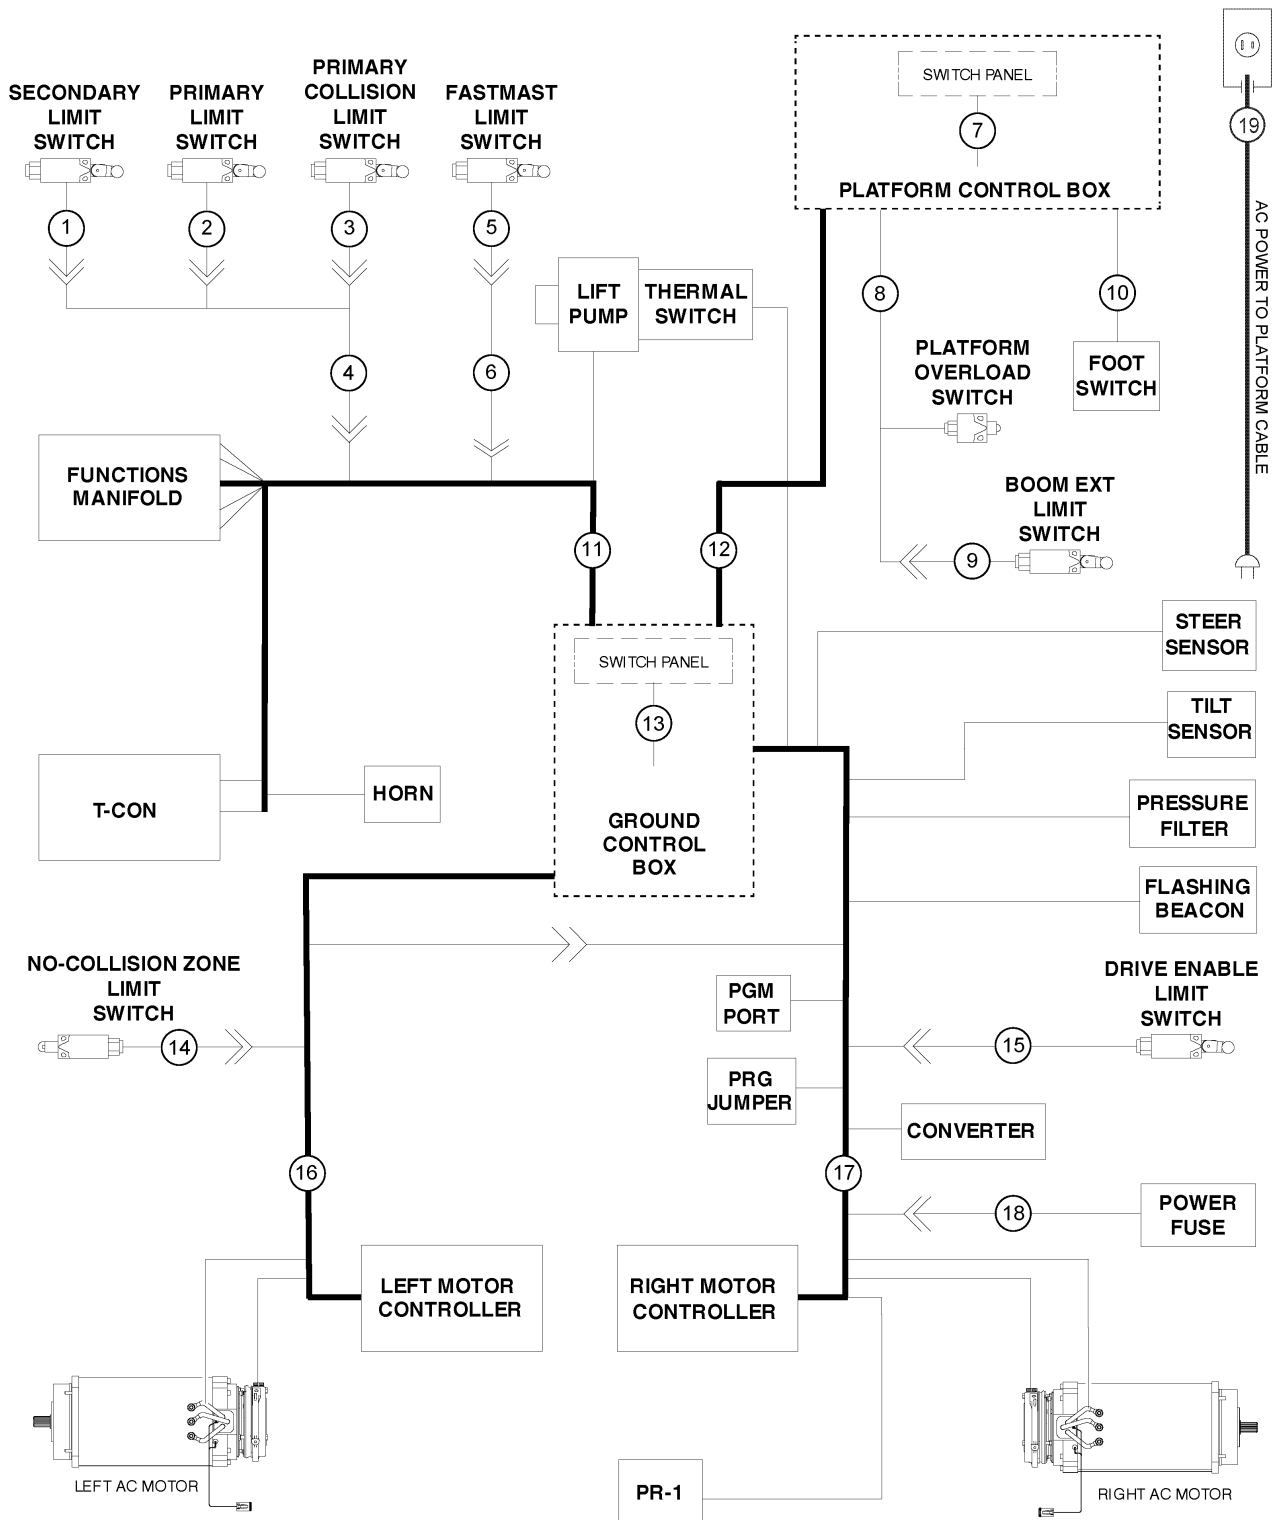 SECONDARY
LIMIT
SWITCH
PRIMARY
LIMIT
SWITCH
PRIMARY
COLLISION
LIMIT
SWITCH
FASTMAST
LIMIT
SWITCH
1
2
3
5
4
6
SWITCH PANEL
7
PLATFORM CONTROL BOX
19
AC POWER TO PLATFORM CABLE
LIFT
PUMP
THERMAL
SWITCH
8
10
PLATFORM
OVERLOAD
SWITCH
FOOT
SWITCH
FUNCTIONS
MANIFOLD
BOOM EXT
LIMIT
SWITCH
9
11
12
SWITCH PANEL
13
GROUND
CONTROL
BOX
STEER
SENSOR
TILT
SENSOR
PRESSURE
FILTER
FLASHING
BEACON
T-CON
HORN
NO-COLLISION ZONE
LIMIT
SWITCH
14
PGM
PORT
DRIVE ENABLE
LIMIT
SWITCH
15
PRG
JUMPER
CONVERTER
16
17
18
POWER
FUSE
LEFT MOTOR
CONTROLLER
RIGHT MOTOR
CONTROLLER
LEFT AC MOTOR
PR-1
RIGHT AC MOTOR